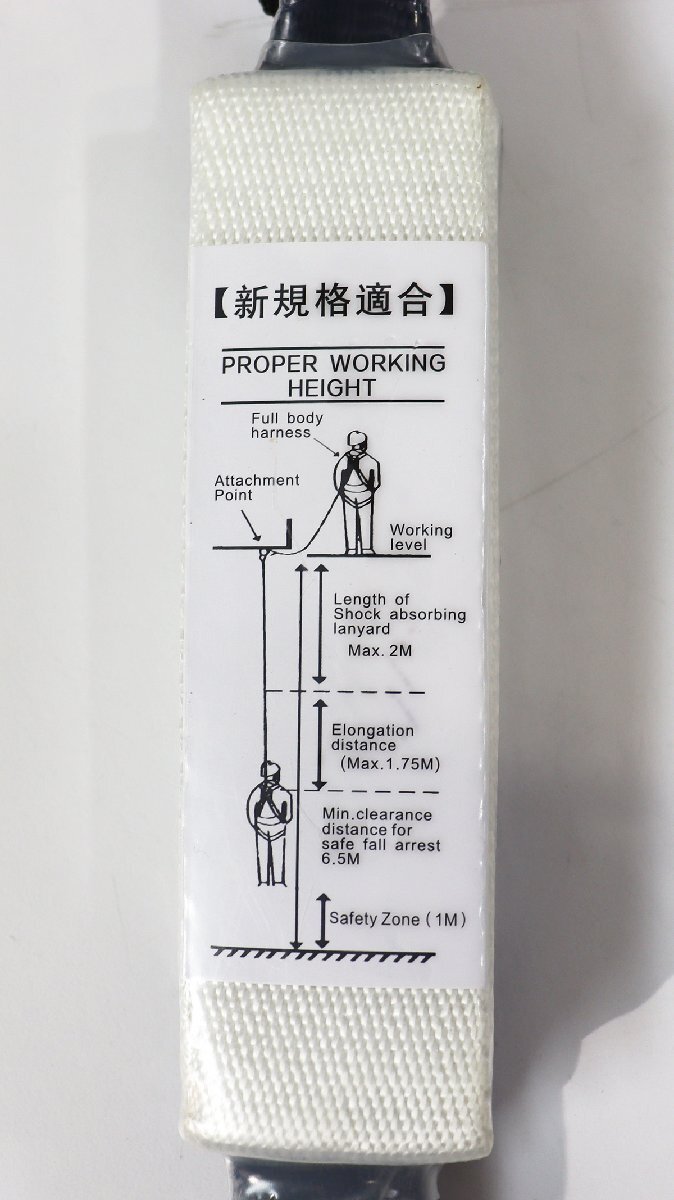 【新規格適合】
PROPER WORKING
HEIGHT
Full body
harness
Attachment
Point
Working
level
Length of
Shock absorbing
lanyard
Max. 2M
Elongation
distance
(Max.1.75M)
Min.clearance
distance for
safe fall arrest
6.5M
Safety Zone (1M)